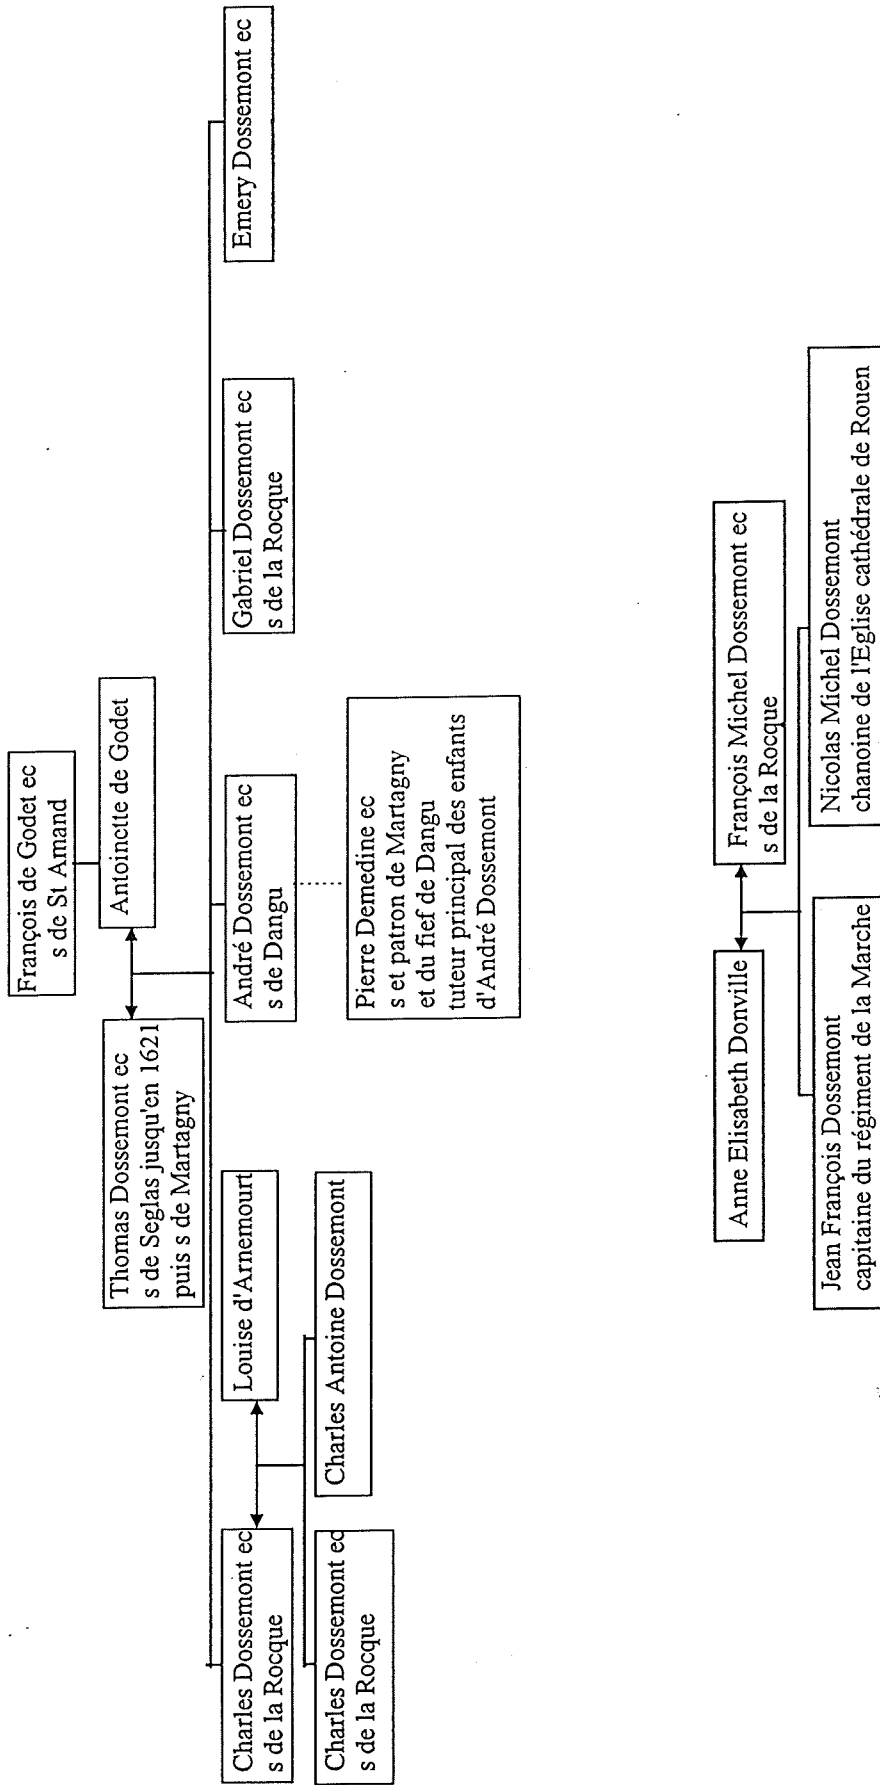 François de Godet ec
s de St Amand
Thomas Dossemont ec
s de Seglas jusqu'en 1621
puis s de Martagny
Antoinette de Godet
Charles Dossemont ec
s de la Rocque
Louise d'Arnemourt
André Dossemont ec
s de Dangu
Gabriel Dossemont ec
s de la Rocque
Emery Dossemont ec
Charles Dossemont ec
s de la Rocque
Charles Antoine Dossemont
Pierre Demedine ec
s et patron de Martagny
et du fief de Dangu
tuteur principal des enfants
d'André Dossemont
Anne Elisabeth Donville
François Michel Dossemont ec
s de la Rocque
Jean François Dossemont
capitaine du régiment de la Marche
Nicolas Michel Dossemont
chanoine de l'Eglise cathédrale de Rouen